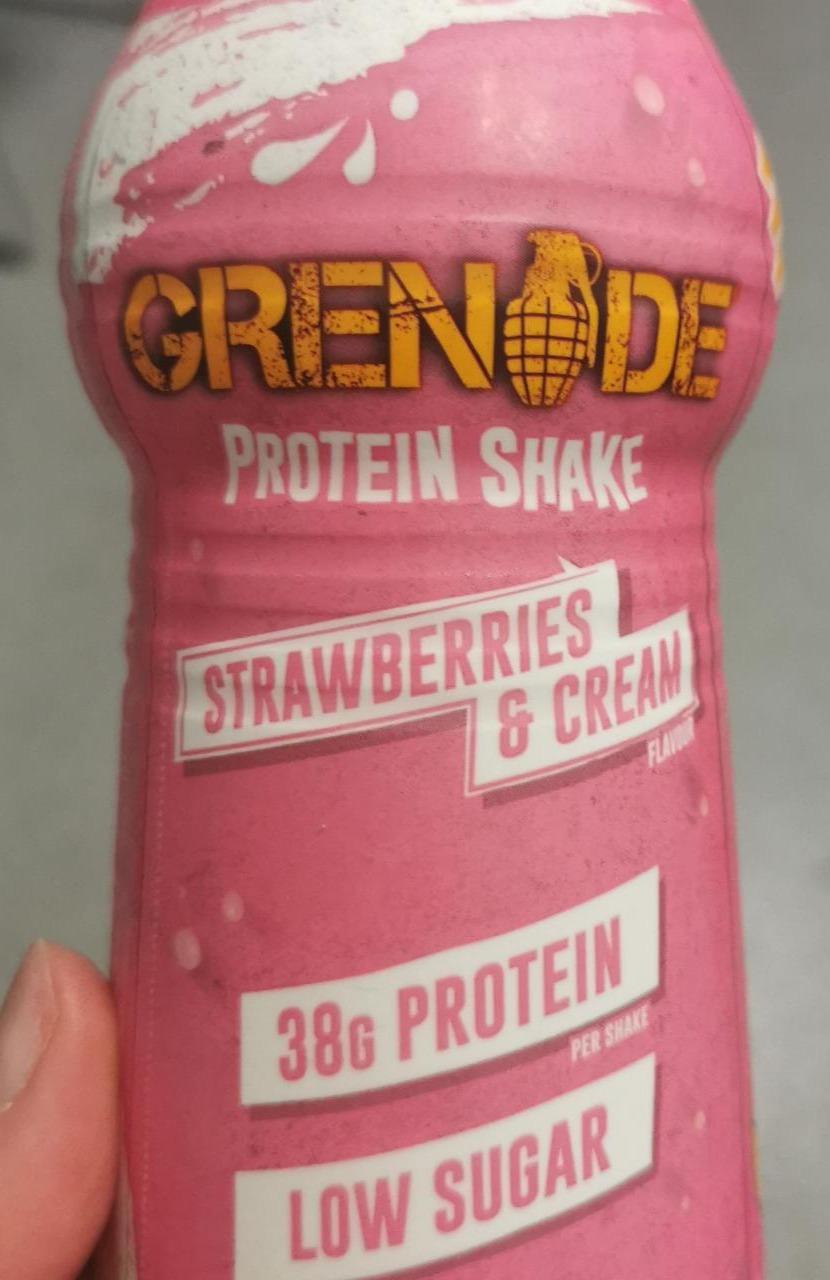 GRENADE
PROTEIN SHAKE
STRAWBERRIES
& CREAM
FLAVOUR
38G PROTEIN
PER SHAKE
LOW SUGAR